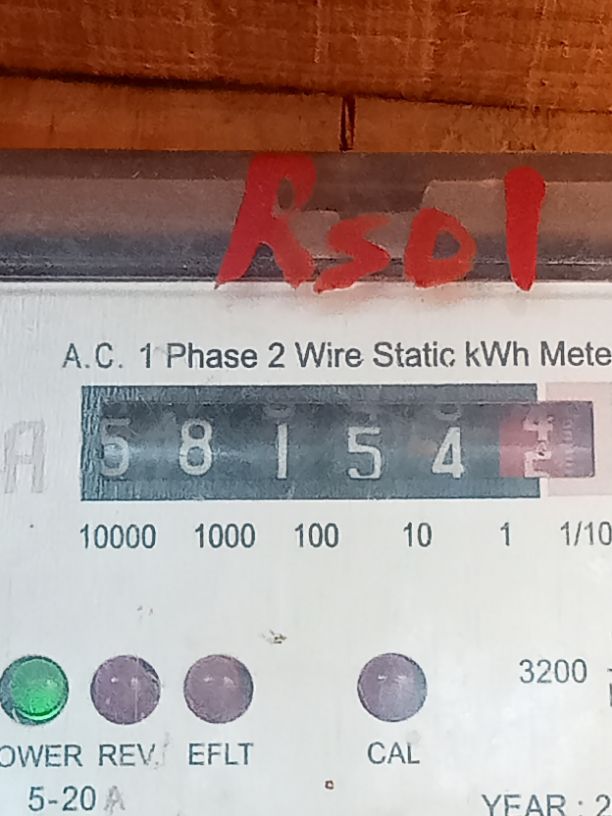 Rs01
A.C. 1 Phase 2 Wire Static kWh Mete
A 5 8 1 5 4
10000 1000 100 10 1 1/10
3200
OWER REV. EFLT CAL
5-20 A
YEAR : 2